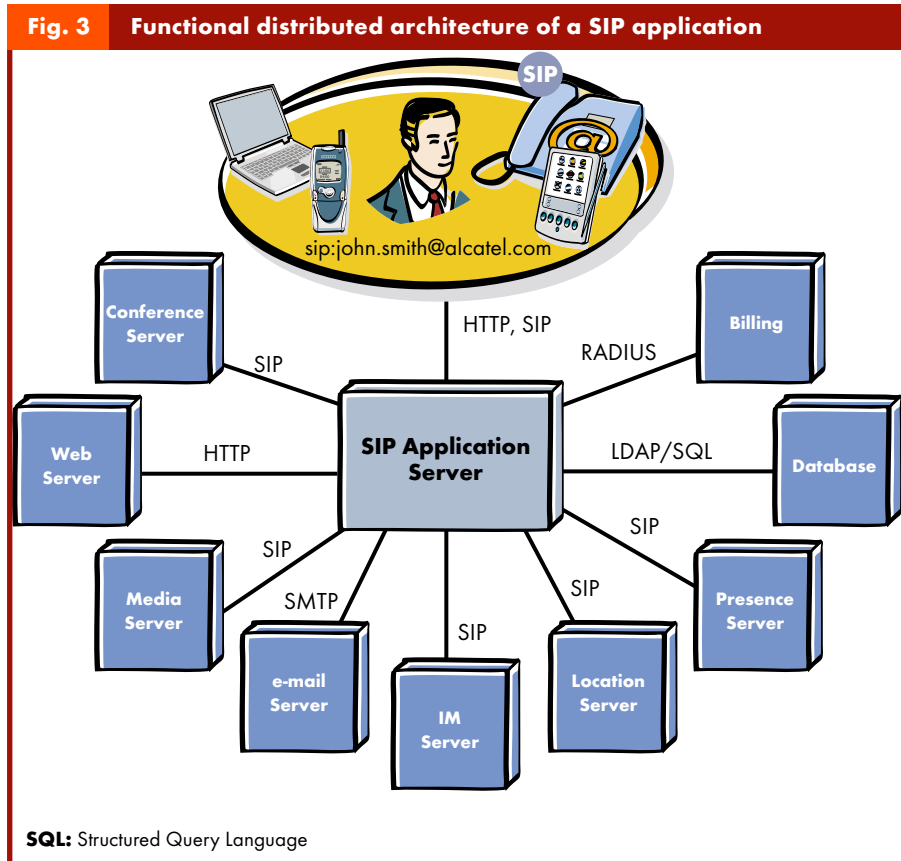 Fig. 3 Functional distributed architecture of a SIP application
SIP
@
sip:john.smith@alcatel.com
Conference
Server
HTTP, SIP
Billing
RADIUS
SIP
Web
Server
HTTP
SIP Application
Server
LDAP/SQL
Database
SIP
SIP
Media
Server
SMTP
SIP
SIP
Presence
Server
e-mail
Server
IM
Server
Location
Server
SQL: Structured Query Language